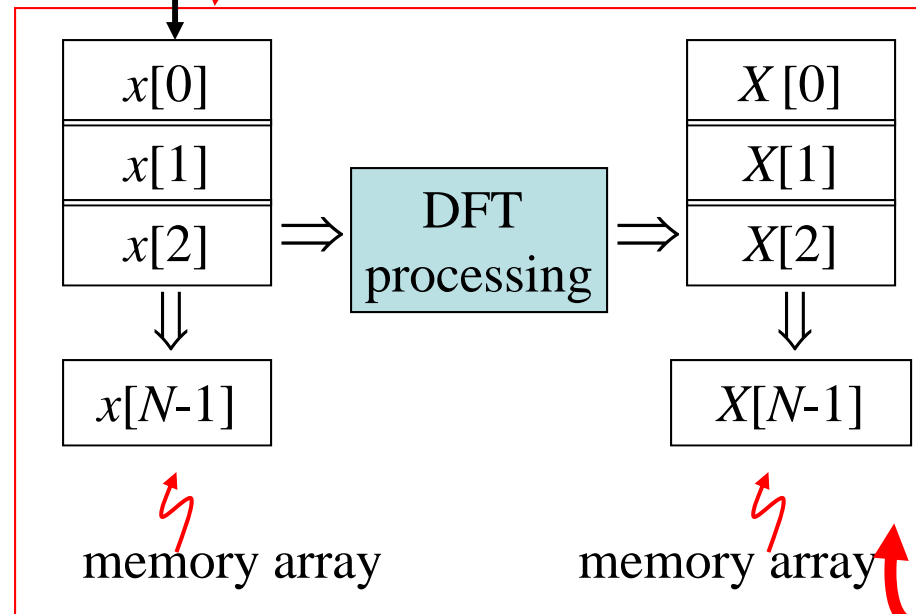 x[0]
x[1]
x[2]
x[N-1]
memory array
DFT
processing
X [0]
X[1]
X[2]
X[N-1]
memory array